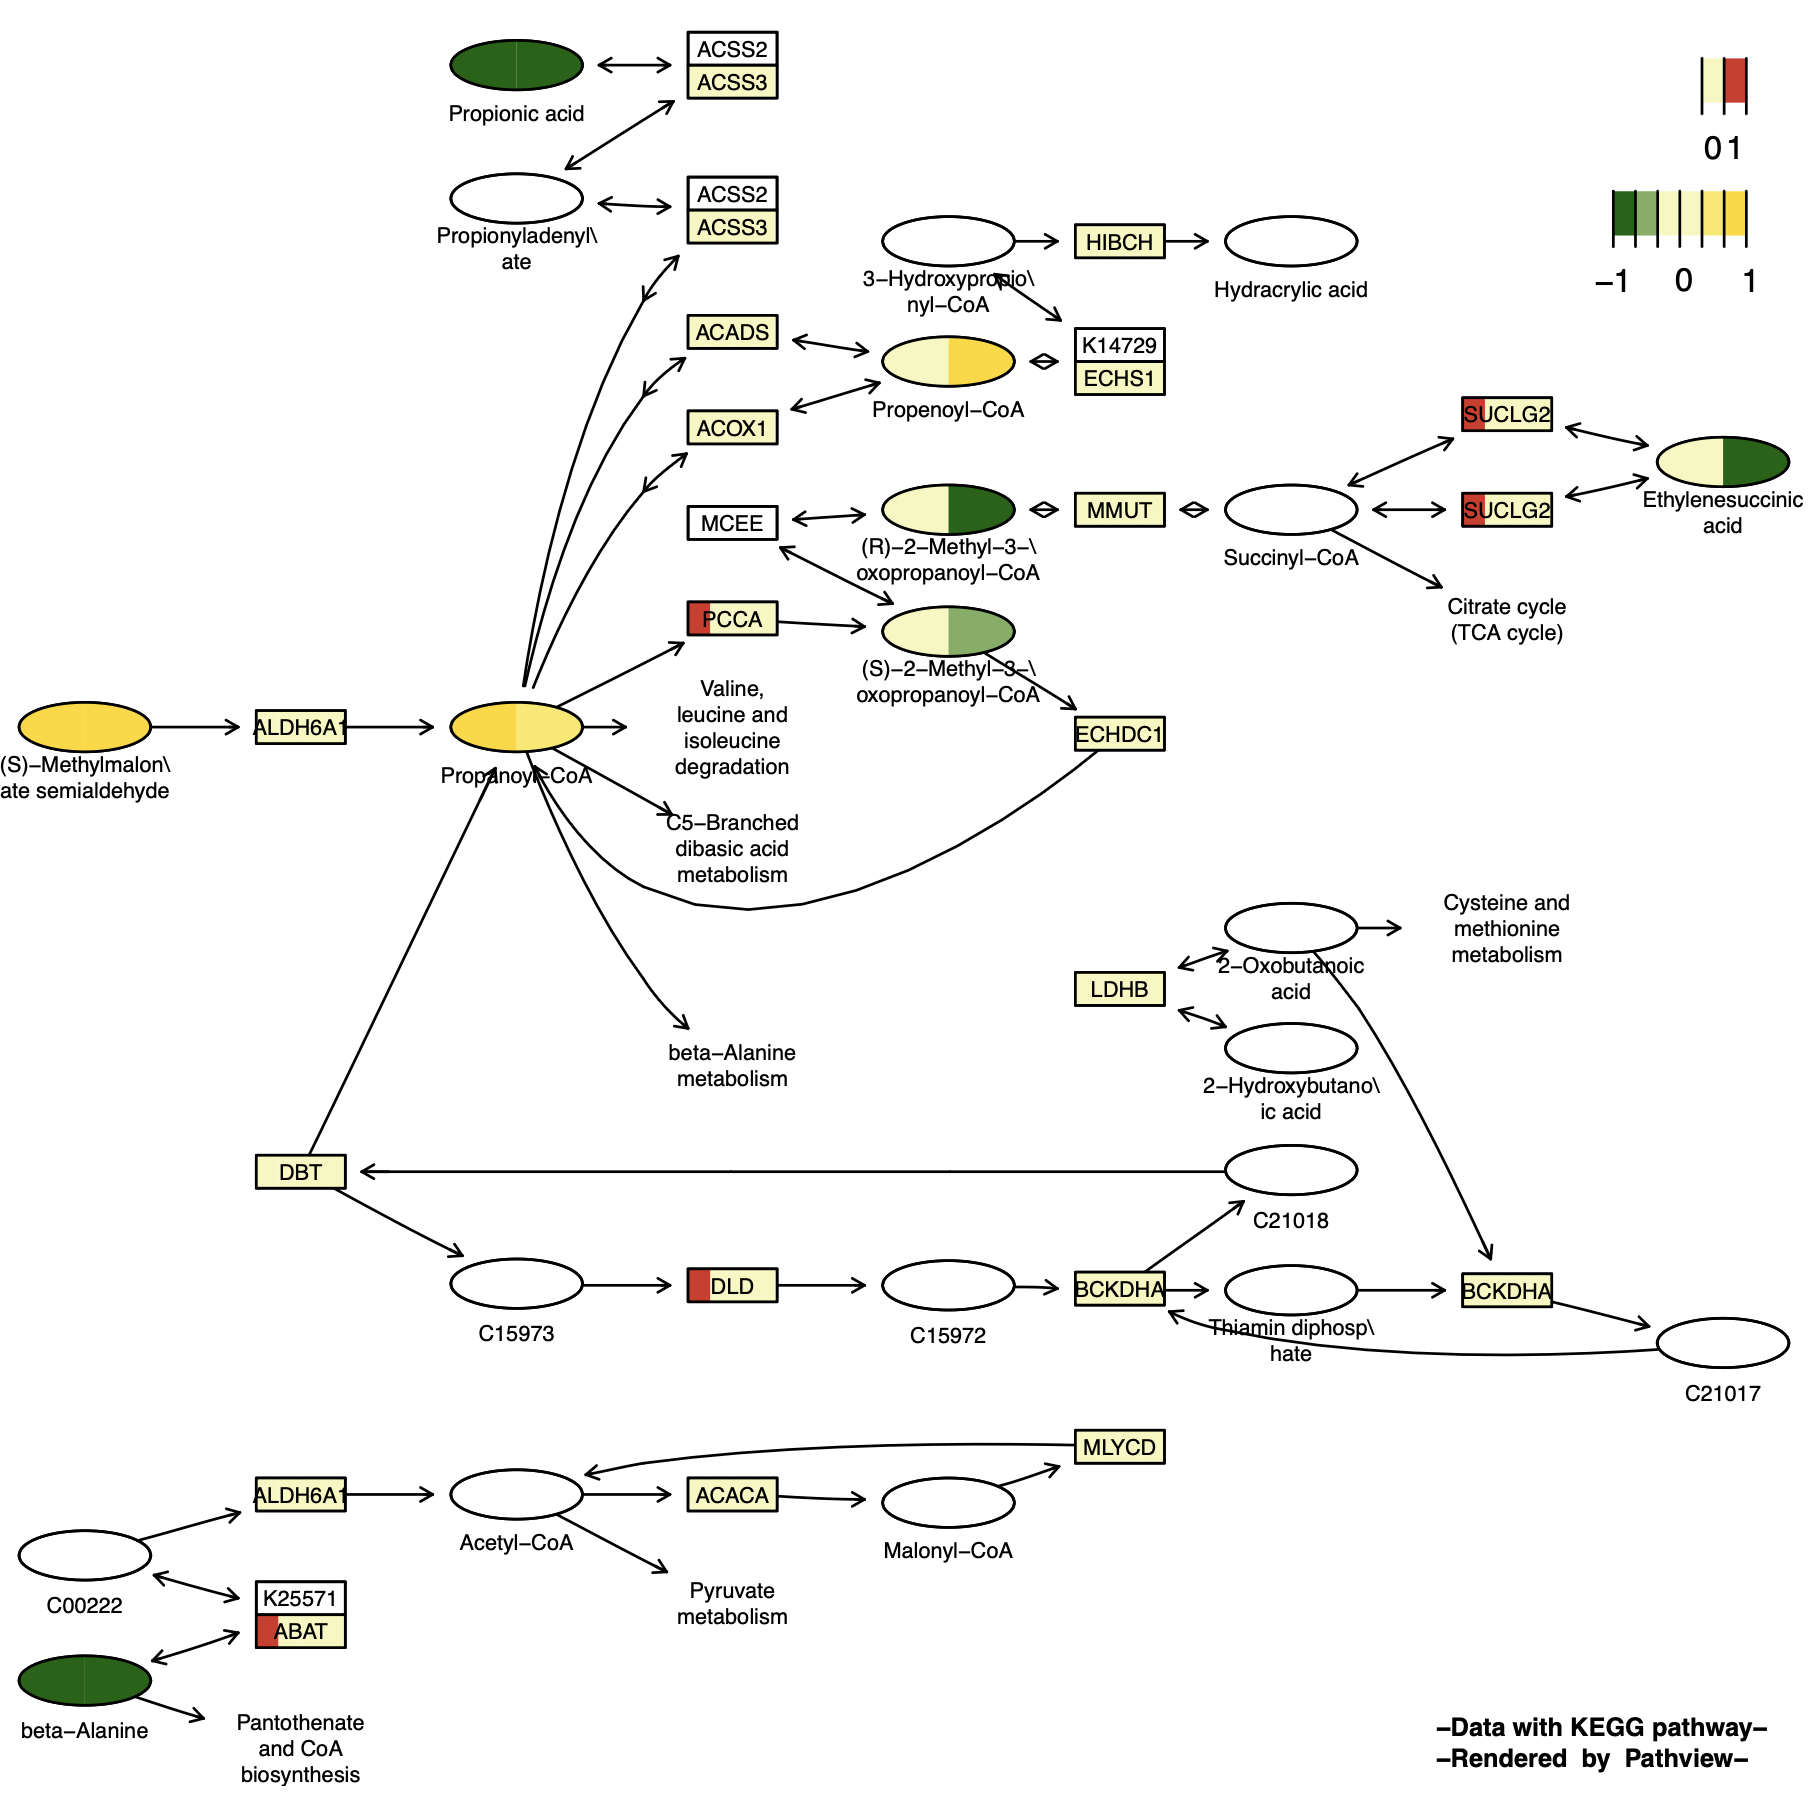 ACSS2
ACSS3
Propionic acid
0 1
ACSS2
ACSS3
Propionyladenyl\
ate
HIBCH
3−Hydroxypropio\
nyl−CoA
Hydracrylic acid
−1 0 1
ACADS
K14729
ECHS1
Propenoyl−CoA
ACOX1
SUCLG2
MCEE
(R)−2−Methyl−3−\
oxopropanoyl−CoA
MMUT
Succinyl−CoA
SUCLG2
Ethylenesuccinic
acid
Citrate cycle
(TCA cycle)
PCCA
(S)−2−Methyl−3−\
oxopropanoyl−CoA
ECHDC1
(S)−Methylmalon\
ate semialdehyde
ALDH6A1
Propanoyl−CoA
Valine,
leucine and
isoleucine
degradation
C5−Branched
dibasic acid
metabolism
beta−Alanine
metabolism
LDHB
2−Oxobutanoic
acid
Cysteine and
methionine
metabolism
2−Hydroxybutano\
ic acid
DBT
C21018
C15973
DLD
C15972
BCKDHA
Thiamin diphosp\
hate
BCKDHA
C21017
MLYCD
ALDH6A1
Acetyl−CoA
ACACA
Malonyl−CoA
Pyruvate
metabolism
C00222
K25571
ABAT
beta−Alanine
Pantothenate
and CoA
biosynthesis
−Data with KEGG pathway−
−Rendered by Pathview−